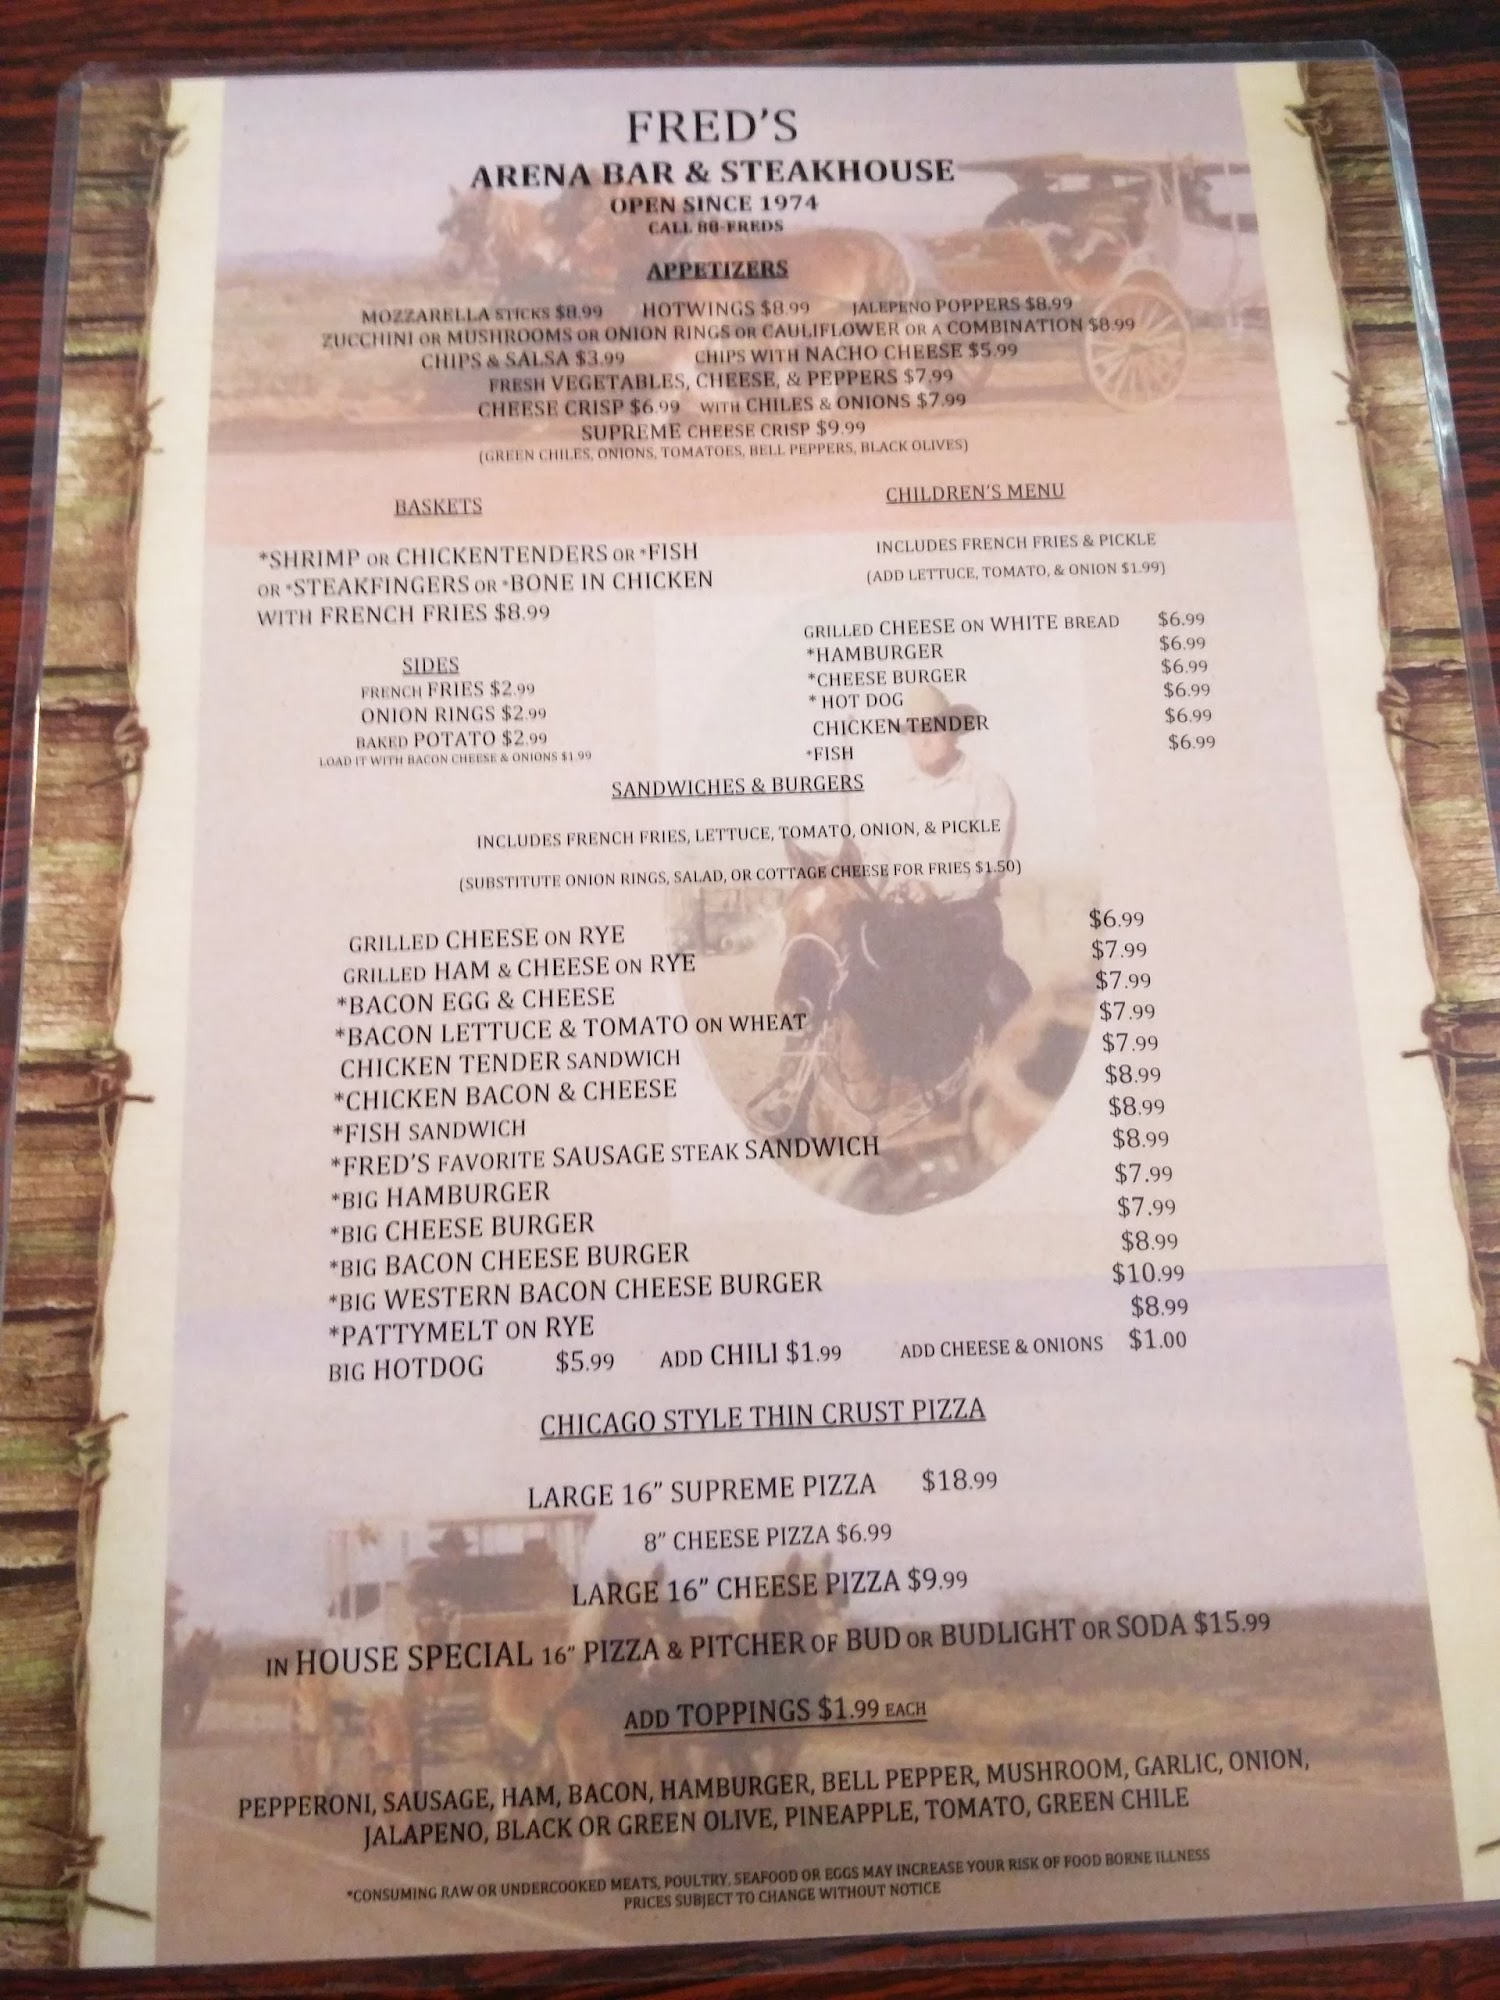 FRED'S
ARENA BAR & STEAKHOUSE
OPEN SINCE 1974
CALL 80-FREDS
APPETIZERS
MOZZARELLA STICKS $8.99 HOTWINGS $8.99 JALEPENO POPPERS $8.99
ZUCCHINI OR MUSHROOMS OR ONION RINGS OR CAULIFLOWER OR A COMBINATION $8.99
CHIPS & SALSA $3.99 CHIPS WITH NACHO CHEESE $5.99
FRESH VEGETABLES, CHEESE, & PEPPERS $7.99
CHEESE CRISP $6.99 WITH CHILES & ONIONS $7.99
SUPREME CHEESE CRISP $9.99
(GREEN CHILES, ONIONS, TOMATOES, BELL PEPPERS, BLACK OLIVES)
BASKETS
*SHRIMP OR CHICKENTENDERS OR *FISH
OR *STEAKFINGERS OR *BONE IN CHICKEN
WITH FRENCH FRIES $8.99
SIDES
FRENCH FRIES $2.99
ONION RINGS $2.99
BAKED POTATO $2.99
LOAD IT WITH BACON CHEESE & ONIONS $1.99
CHILDREN'S MENU
INCLUDES FRENCH FRIES & PICKLE
(ADD LETTUCE, TOMATO, & ONION $1.99)
GRILLED CHEESE ON WHITE BREAD $6.99
*HAMBURGER $6.99
*CHEESE BURGER $6.99
* HOT DOG $6.99
CHICKEN TENDER $6.99
*FISH $6.99
SANDWICHES & BURGERS
INCLUDES FRENCH FRIES, LETTUCE, TOMATO, ONION, & PICKLE
(SUBSTITUTE ONION RINGS, SALAD, OR COTTAGE CHEESE FOR FRIES $1.50)
GRILLED CHEESE ON RYE $6.99
GRILLED HAM & CHEESE ON RYE $7.99
*BACON EGG & CHEESE $7.99
*BACON LETTUCE & TOMATO ON WHEAT $7.99
CHICKEN TENDER SANDWICH $7.99
*CHICKEN BACON & CHEESE $8.99
*FISH SANDWICH $8.99
*FRED'S FAVORITE SAUSAGE STEAK SANDWICH $8.99
*BIG HAMBURGER $7.99
*BIG CHEESE BURGER $7.99
*BIG BACON CHEESE BURGER $8.99
*BIG WESTERN BACON CHEESE BURGER $10.99
*PATTYMELT ON RYE $8.99
BIG HOTDOG $5.99 ADD CHILI $1.99 ADD CHEESE & ONIONS $1.00
CHICAGO STYLE THIN CRUST PIZZA
LARGE 16" SUPREME PIZZA $18.99
8" CHEESE PIZZA $6.99
LARGE 16" CHEESE PIZZA $9.99
IN HOUSE SPECIAL 16" PIZZA & PITCHER OF BUD OR BUDLIGHT OR SODA $15.99
ADD TOPPINGS $1.99 EACH
PEPPERONI, SAUSAGE, HAM, BACON, HAMBURGER, BELL PEPPER, MUSHROOM, GARLIC, ONION,
JALAPENO, BLACK OR GREEN OLIVE, PINEAPPLE, TOMATO, GREEN CHILE
*CONSUMING RAW OR UNDERCOOKED MEATS, POULTRY, SEAFOOD OR EGGS MAY INCREASE YOUR RISK OF FOOD BORNE ILLNESS
PRICES SUBJECT TO CHANGE WITHOUT NOTICE